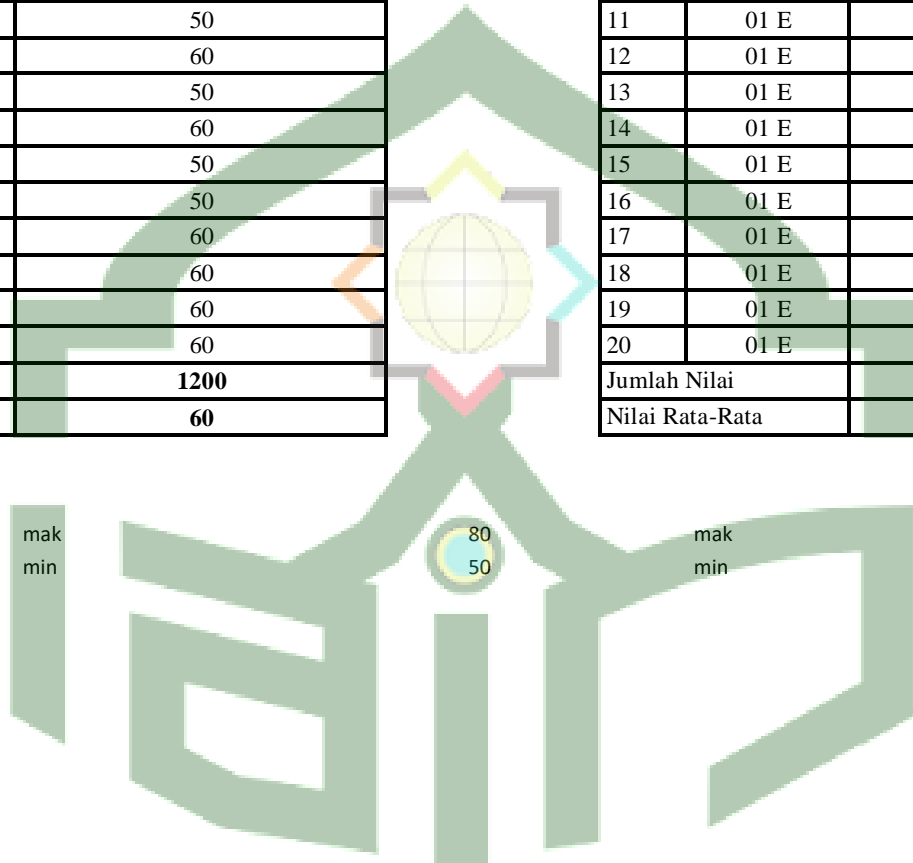 50 11 01 E
60 12 01 E
50 13 01 E
60 14 01 E
50 15 01 E
50 16 01 E
60 17 01 E
60 18 01 E
60 19 01 E
60 20 01 E
1200 Jumlah Nilai
60 Nilai Rata-Rata
mak 80 mak
min 50 min
iain